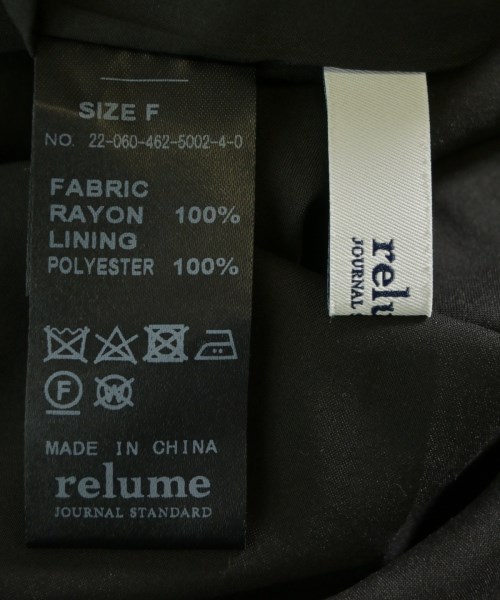 SIZE F
NO. 22-060-462-5002-4-0
FABRIC
RAYON 100%
LINING
POLYESTER 100%
F
W
MADE IN CHINA
relume
JOURNAL STANDARD
relu
JOURNAL